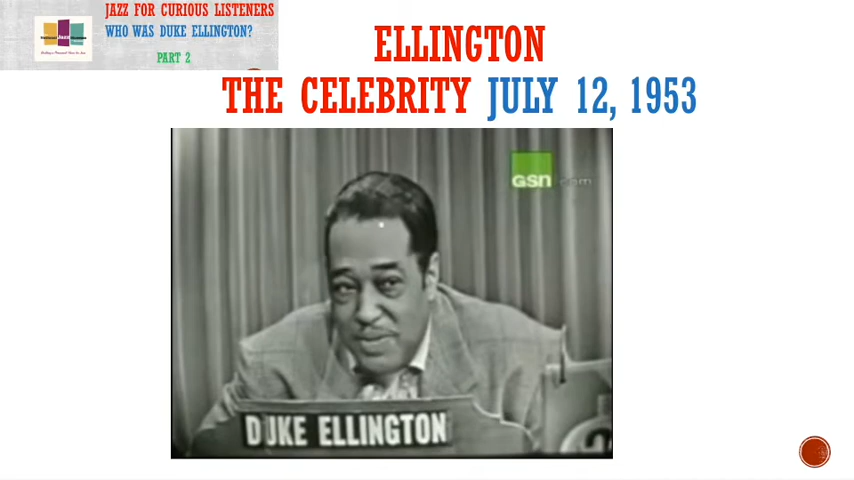 JAZZ FOR CURIOUS LISTENERS
WHO WAS DUKE ELLINGTON?
PART 2
ELLINGTON
THE CELEBRITY JULY 12, 1953
GSN.com
DUKE ELLINGTON